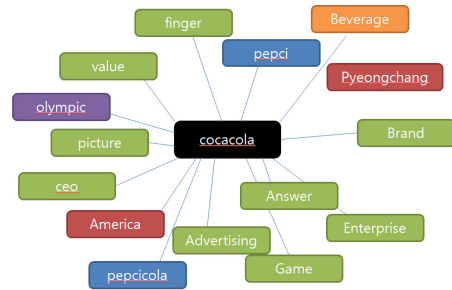 finger
Beverage
pepci
value
Pyeongchang
olympic
cocacola
Brand
picture
ceo
Answer
America
Enterprise
Advertising
Game
pepcicola